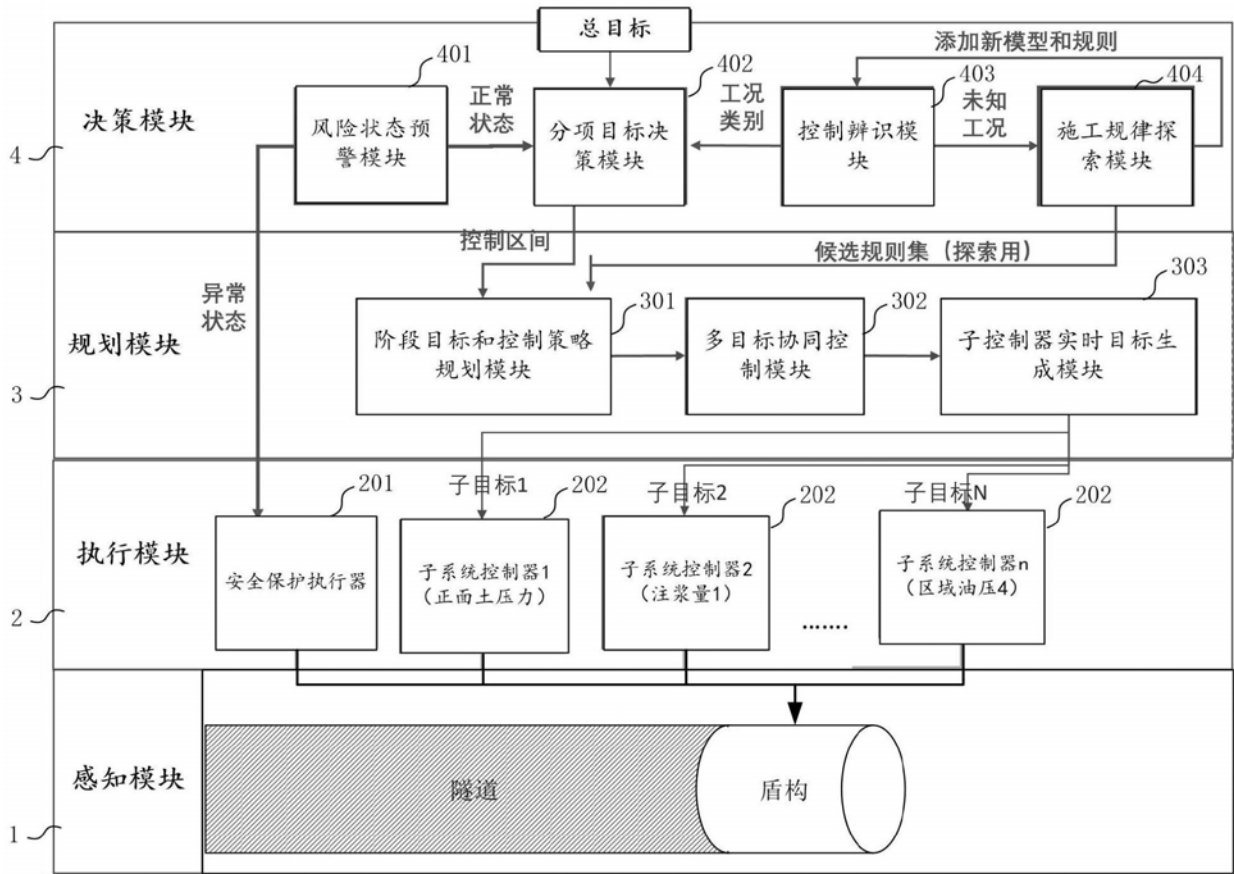 总目标
添加新模型和规则
401
402
403
404
正常
状态
工况
类别
未知
工况
决策模块
风险状态预
警模块
分项目标决
策模块
控制辨识模
块
施工规律探
索模块
4
控制区间
候选规则集（探索用）
异常
状态
301
302
303
规划模块
阶段目标和控制策略
规划模块
多目标协同控
制模块
子控制器实时目标生
成模块
3
201
子目标1
202
子目标2
202
子目标N
202
执行模块
安全保护执行器
子系统控制器1
（正面土压力）
子系统控制器2
（注浆量1）
子系统控制器n
（区域油压4）
.......
2
感知模块
隧道
盾构
1